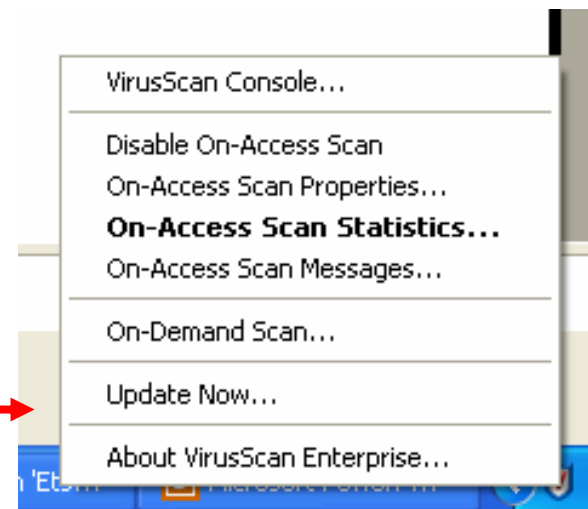 VirusScan Console...
Disable On-Access Scan
On-Access Scan Properties...
On-Access Scan Statistics...
On-Access Scan Messages...
On-Demand Scan...
Update Now...
About VirusScan Enterprise...